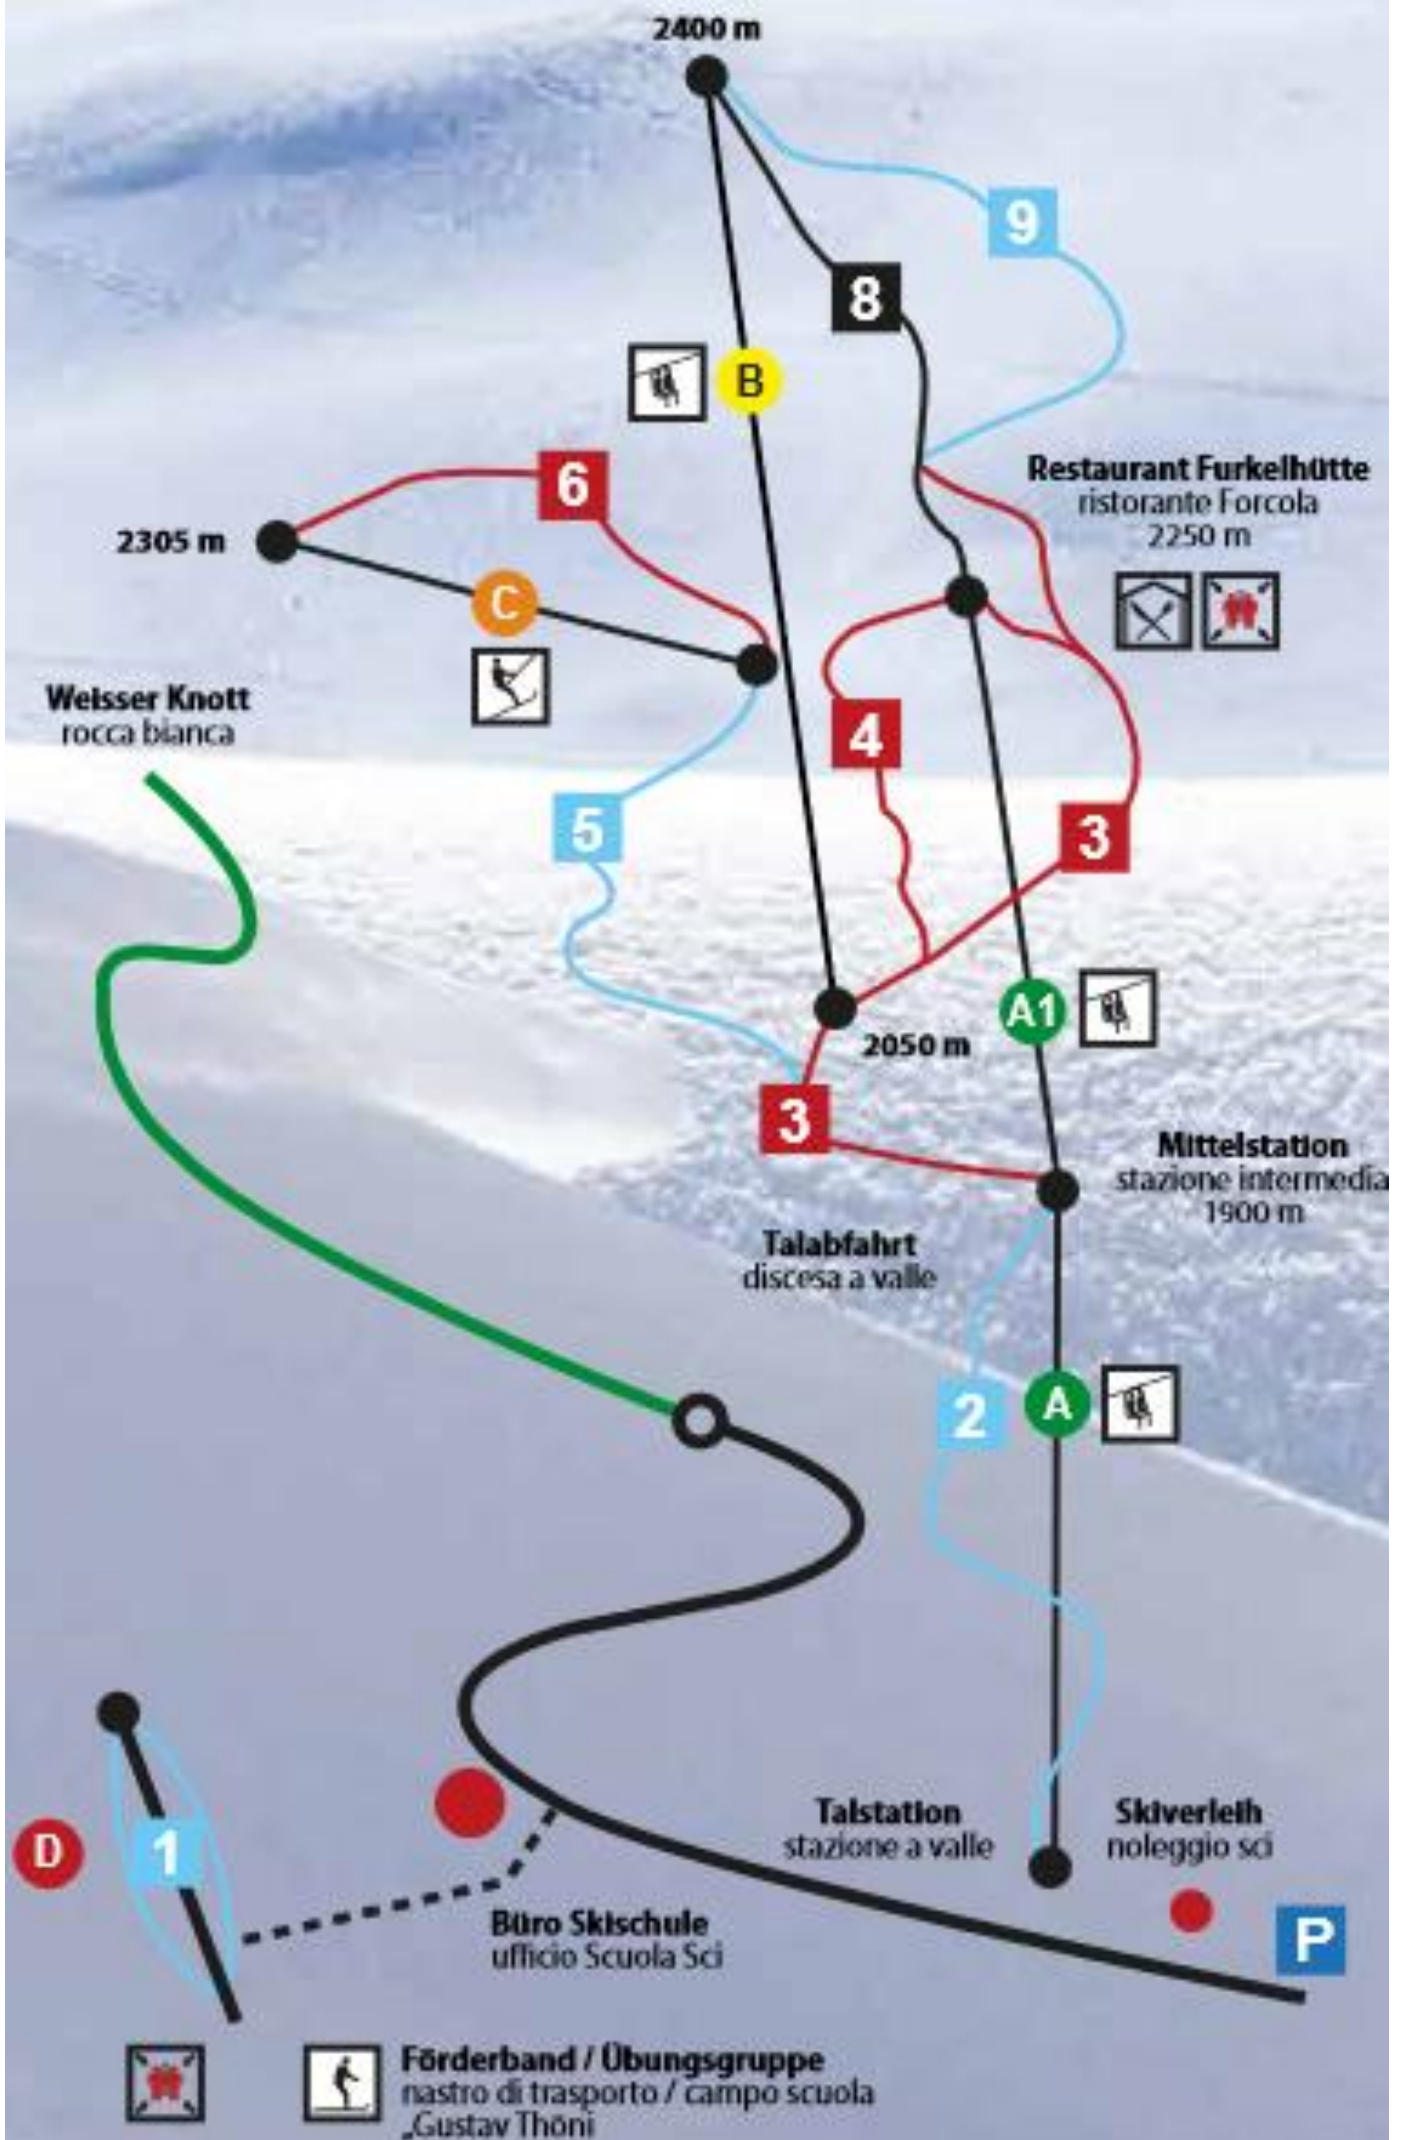 2400 m
9
8
B
Restaurant Furkelhütte
ristorante Forcola
2250 m
6
2305 m
C
Weisser Knott
rocca bianca
4
5
3
A1
2050 m
3
Mittelstation
stazione intermedia
1900 m
Talabfahrt
discesa a valle
2
A
Talstation
stazione a valle
Skiverleih
noleggio sci
D
1
P
Büro Skischule
ufficio Scuola Sci
Förderband / Übungsgruppe
nastro di trasporto / campo scuola
„Gustav Thöni